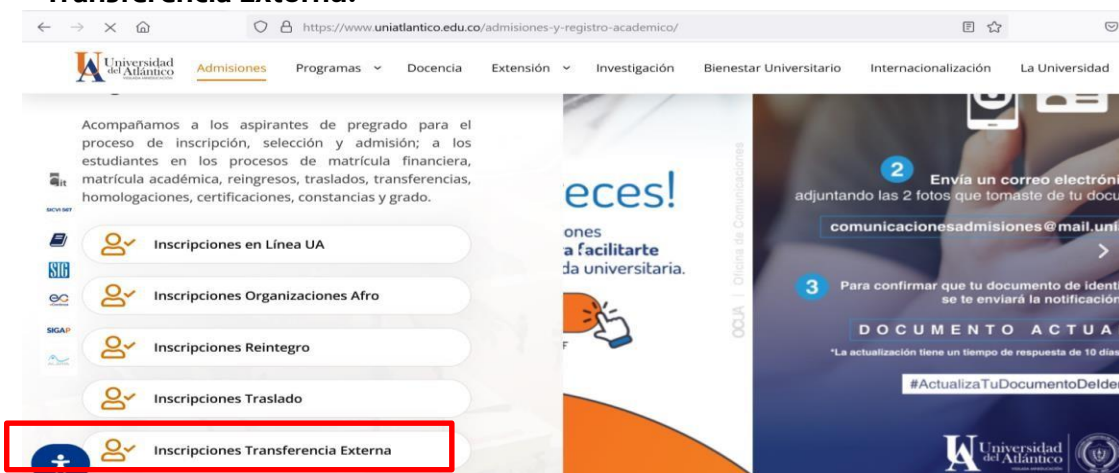 Transferencia Externa.
https://www.uniatlantico.edu.co/admisiones-y-registro-academico/
Universidad
del Atlántico
Admisiones Programas Docencia Extensión Investigación Bienestar Universitario Internacionalización La Universidad
Acompañamos a los aspirantes de pregrado para el
proceso de inscripción, selección y admisión; a los
estudiantes en los procesos de matrícula financiera,
matrícula académica, reingresos, traslados, transferencias,
homologaciones, certificaciones, constancias y grado.
Inscripciones en Línea UA
Inscripciones Organizaciones Afro
Inscripciones Reintegro
Inscripciones Traslado
Inscripciones Transferencia Externa
SIG
SIGAP
eces!
ones
a facilitarte
da universitaria.
F
OCUA | Oficina de Comunicaciones
2
Envía un correo electróni
adjuntando las 2 fotos que tomaste de tu docu
comunicacionesadmisiones@mail.uni
3
Para confirmar que tu documento de identi
se te enviará la notificación
DOCUMENTO ACTUA
*La actualización tiene un tiempo de respuesta de 10 días
#ActualizaTuDocumentoDeIder
Universidad
del Atlántico